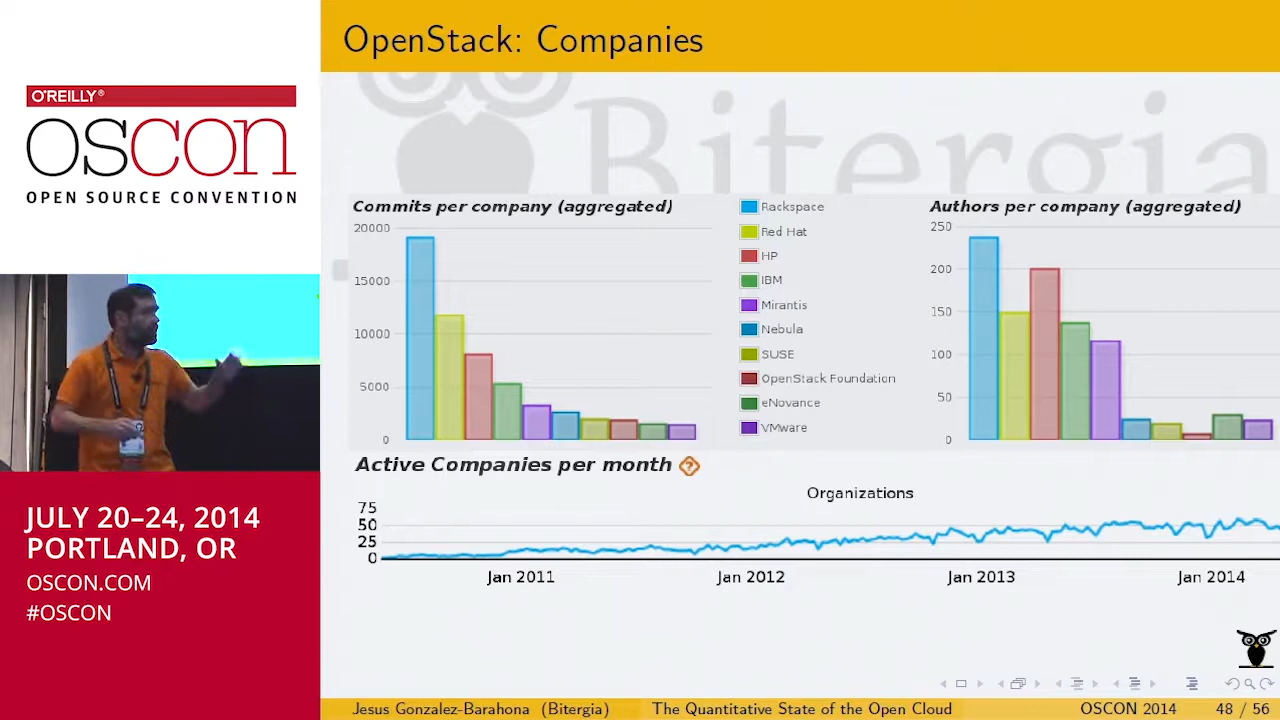 OpenStack: Companies
O'REILLY®
OSCON
OPEN SOURCE CONVENTION
Bitergia
Commits per company (aggregated)
20000
15000
10000
5000
0
Rackspace
Red Hat
HP
IBM
Mirantis
Nebula
SUSE
OpenStack Foundation
eNovance
VMware
Authors per company (aggregated)
250
200
150
100
50
0
Active Companies per month ?
Organizations
75
50
25
0
Jan 2011 Jan 2012 Jan 2013 Jan 2014
JULY 20–24, 2014
PORTLAND, OR
OSCON.COM
#OSCON
Jesus Gonzalez-Barahona (Bitergia) The Quantitative State of the Open Cloud OSCON 2014 48 / 56